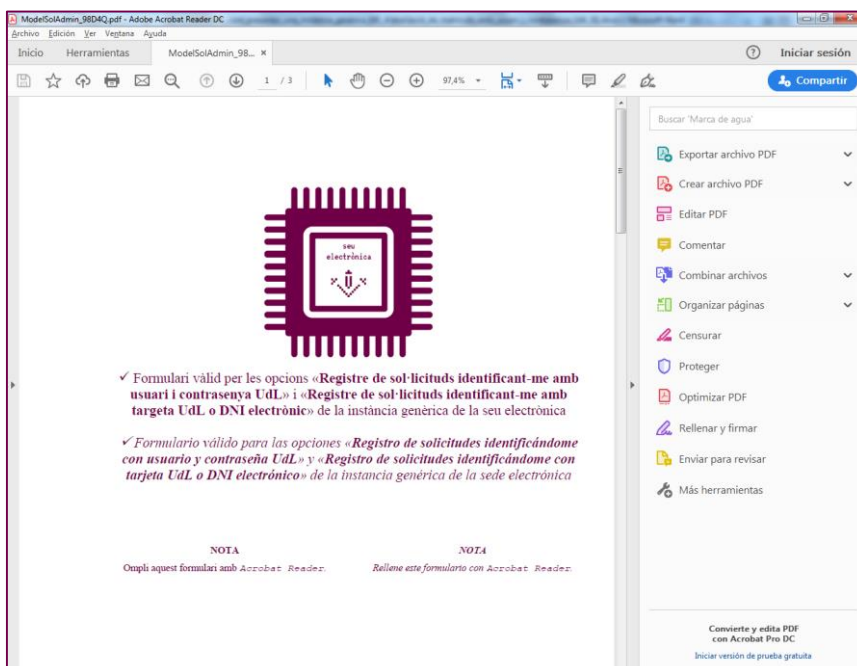 ModelSolAdmin_98D4Q.pdf - Adobe Acrobat Reader DC
Archivo Edición Ver Ventana Ayuda
Inicio Herramientas ModelSolAdmin_98... × ? Iniciar sesión
1 / 3 97,4% Compartir
Buscar 'Marca de agua'
Exportar archivo PDF
Crear archivo PDF
Editar PDF
Comentar
Combinar archivos
Organizar páginas
Censurar
Proteger
Optimizar PDF
Rellenar y firmar
Enviar para revisar
Más herramientas
Convierte y edita PDF
con Acrobat Pro DC
Iniciar versión de prueba gratuita
seu
electrònica
✓ Formulari vàlid per les opcions «Registre de sol·licituds identificant-me amb
usuari i contrasenya UdL» i «Registre de sol·licituds identificant-me amb
targeta UdL o DNI electrònic» de la instància genèrica de la seu electrònica
✓ Formulario válido para las opciones «Registro de solicitudes identificándome
con usuario y contraseña UdL» y «Registro de solicitudes identificándome con
tarjeta UdL o DNI electrónico» de la instancia genérica de la sede electrónica
NOTA
Ompli aquest formulari amb Acrobat Reader.
NOTA
Rellene este formulario con Acrobat Reader.